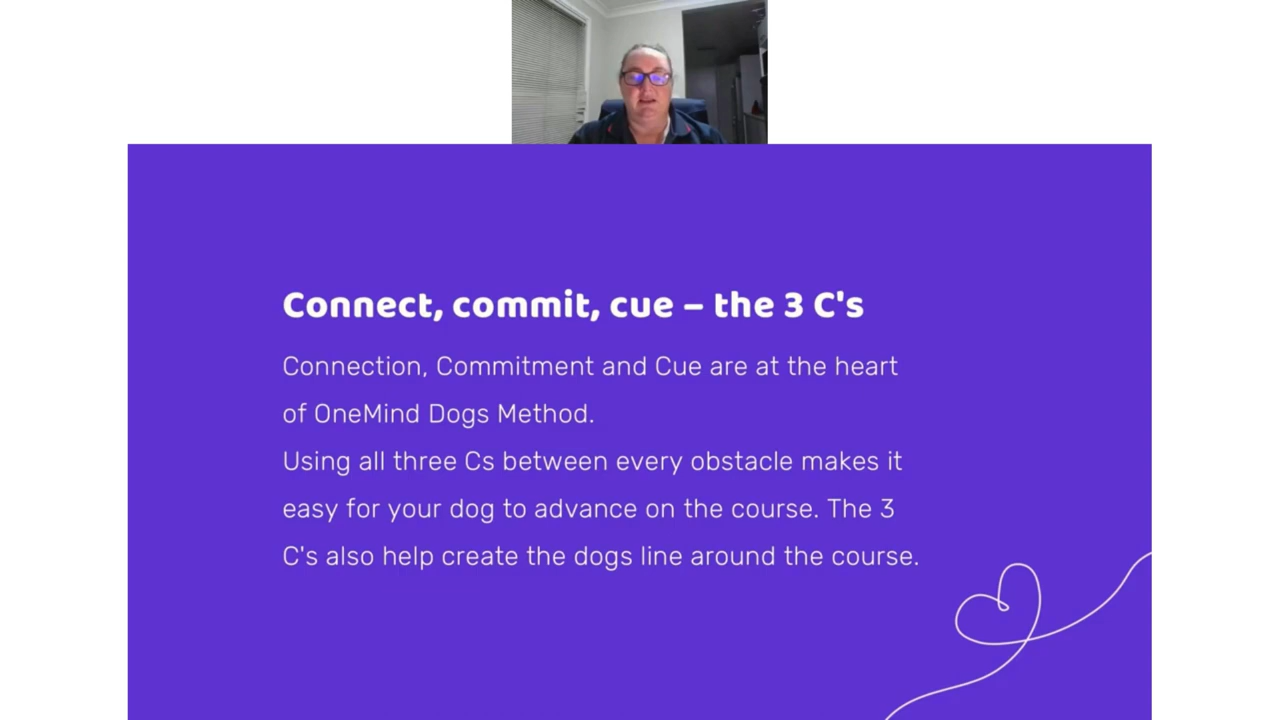 Connect, commit, cue – the 3 C's
Connection, Commitment and Cue are at the heart
of OneMind Dogs Method.
Using all three Cs between every obstacle makes it
easy for your dog to advance on the course. The 3
C's also help create the dogs line around the course.